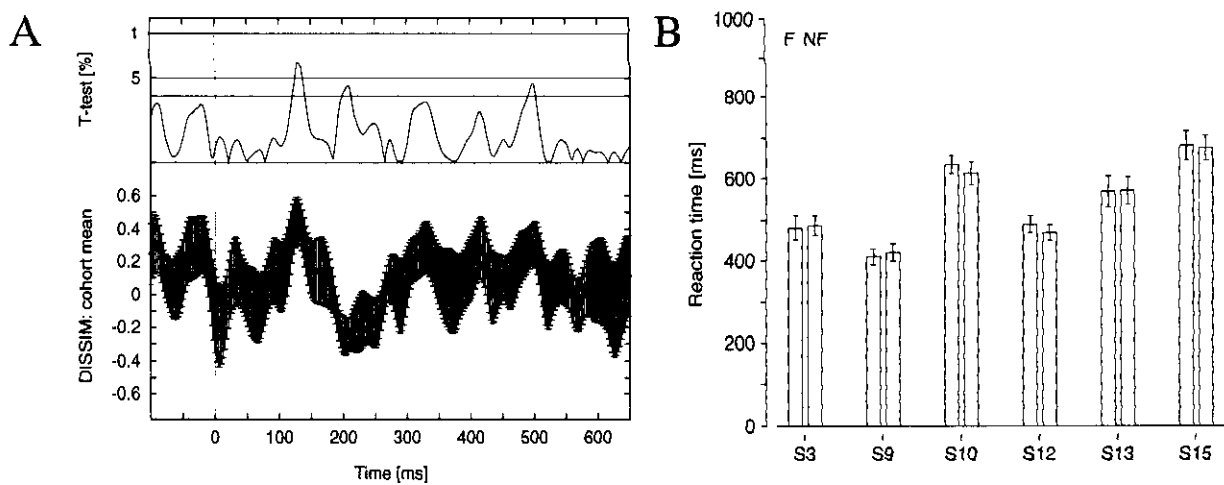 A
T-test [%]
1
5
DISSIM: cohort mean
0.6
0.4
0.2
0
-0.2
-0.4
-0.6
0 100 200 300 400 500 600
Time [ms]
B
F NF
Reaction time [ms]
1000
800
600
400
200
0
S3 S9 S10 S12 S13 S15